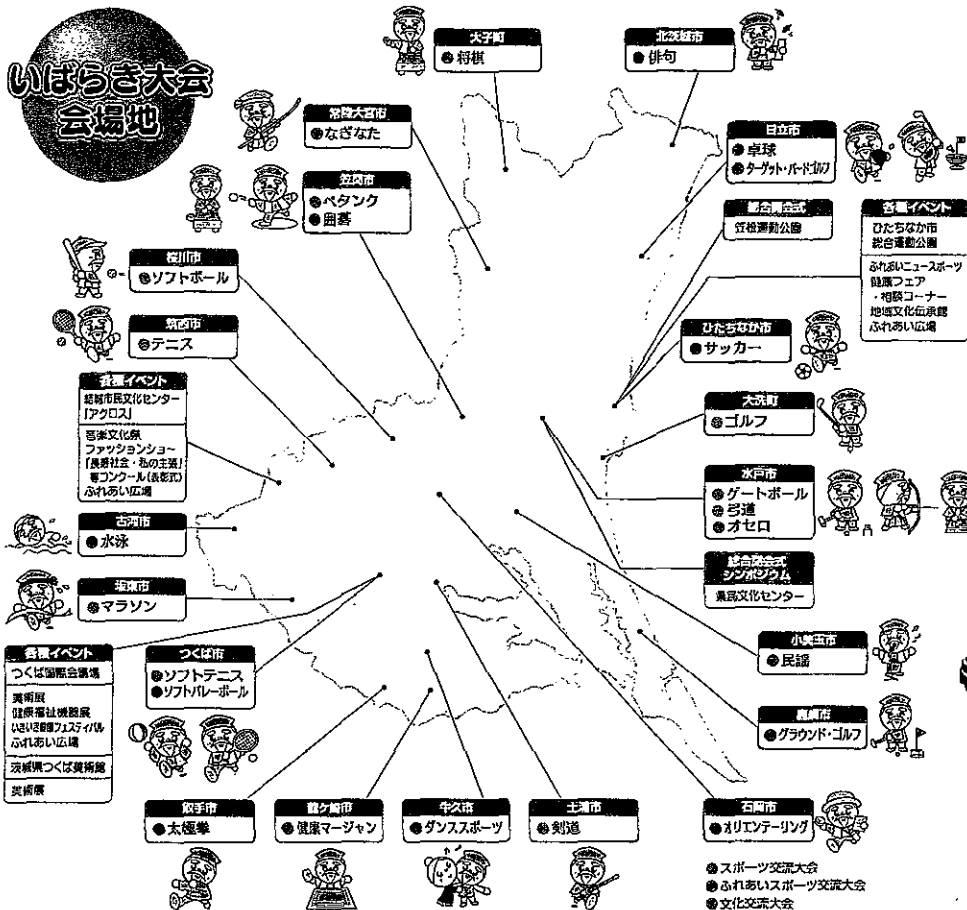 いばらき大会
会場地
大子町
将棋
北茨城市
俳句
常陸大宮市
なぎなた
日立市
卓球
ターゲット・バードゴルフ
笠間市
ペタンク
囲碁
総合開会式
笠松運動公園
各種イベント
ひたちなか市
総合運動公園
ふれあいニュースポーツ
健康フェア
・相談コーナー
地域文化伝承館
ふれあい広場
桜川市
ソフトボール
筑西市
テニス
ひたちなか市
サッカー
各種イベント
結城市民文化センター
「アクロス」
音楽文化祭
ファッションショー
「長寿社会・私の主張」
等コンクール(表彰式)
ふれあい広場
大洗町
ゴルフ
水戸市
ゲートボール
弓道
オセロ
古河市
水泳
総合閉会式
シンポジウム
県民文化センター
坂東市
マラソン
小美玉市
民謡
各種イベント
つくば国際会議場
美術展
健康福祉機器展
ふれあい広場
茨城県つくば美術館
美術展
つくば市
ソフトテニス
ソフトバレーボール
グラウンド・ゴルフ
取手市
太極拳
龍ケ崎市
健康マージャン
牛久市
ダンススポーツ
土浦市
剣道
石岡市
オリエンテーリング
スポーツ交流大会
ふれあいスポーツ交流大会
文化交流大会